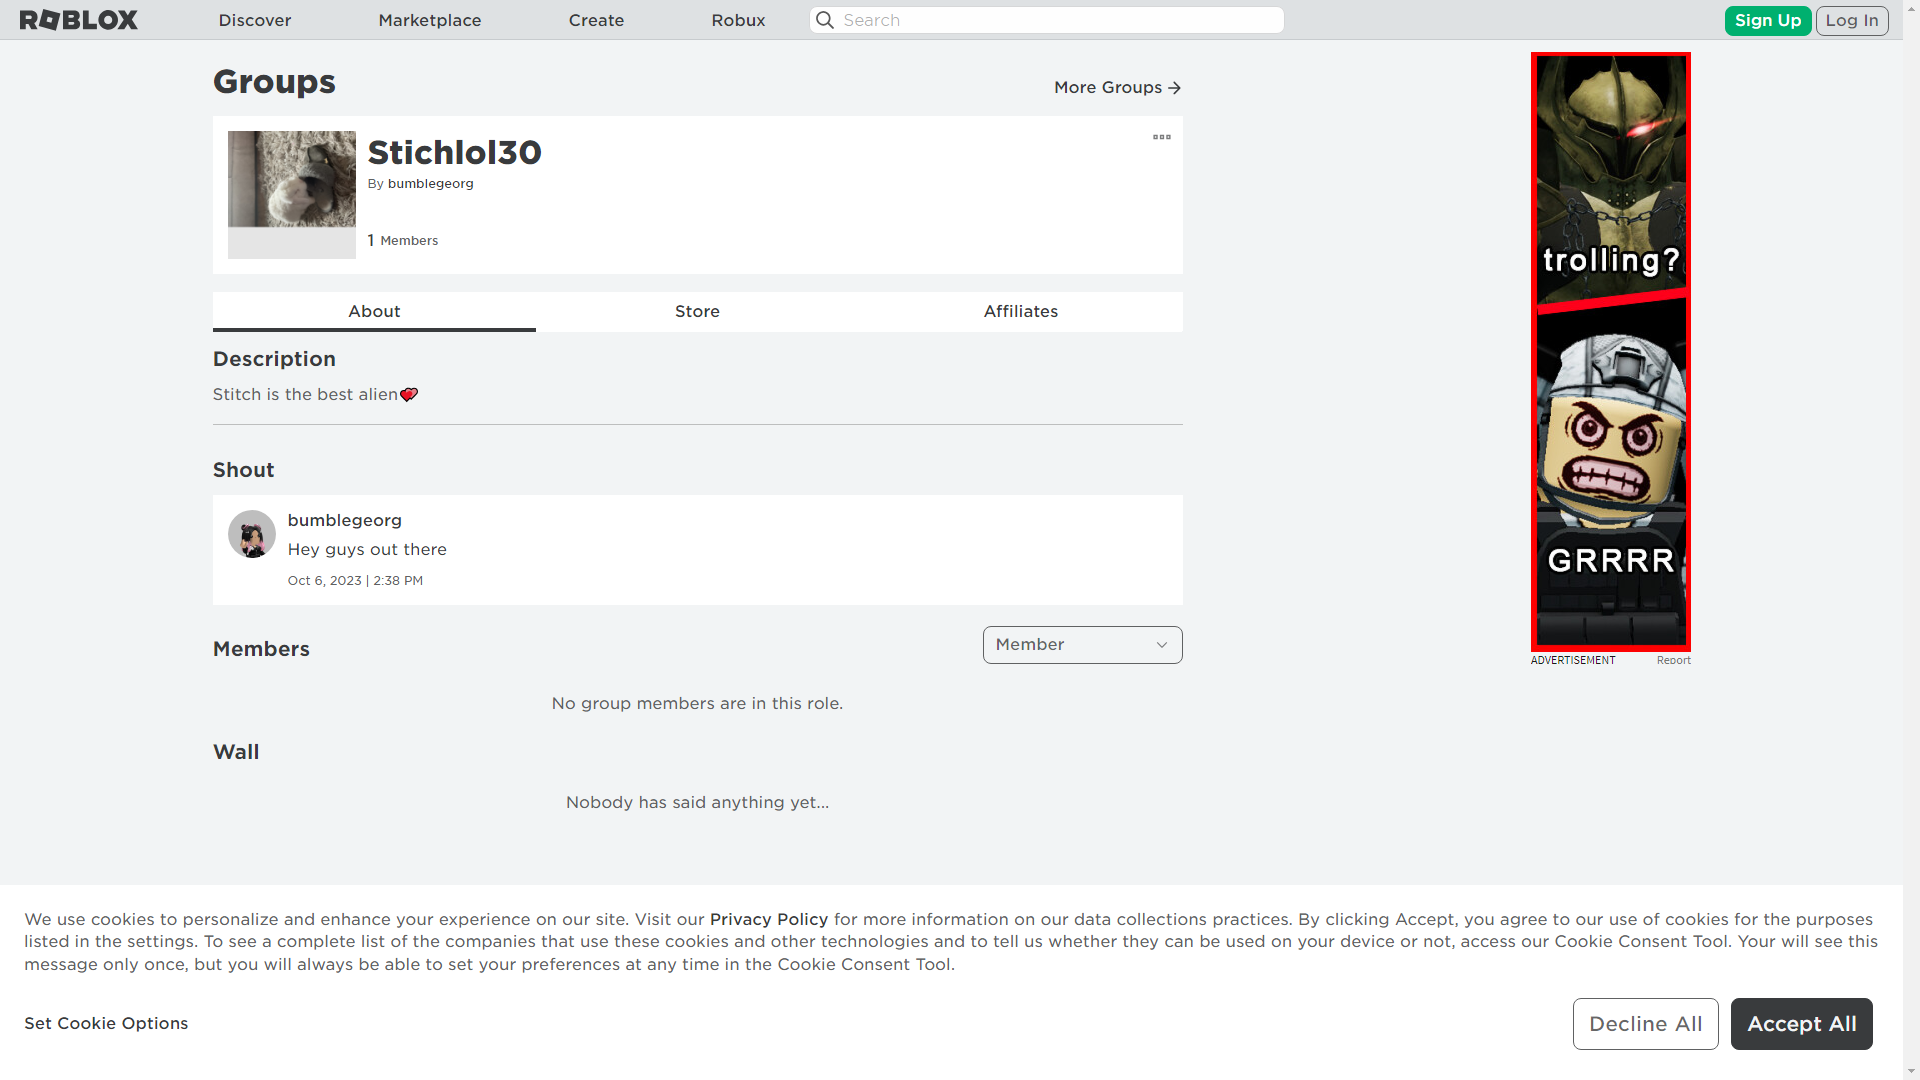 ROBLOX
Discover
Marketplace
Create
Robux
Search
Sign Up
Log In
Groups
More Groups
Stichlol30
By bumblegeorg
1 Members
About
Store
Affiliates
Description
Stitch is the best alien💕
Shout
bumblegeorg
Hey guys out there
Oct 6, 2023 | 2:38 PM
Members
Member
No group members are in this role.
Wall
Nobody has said anything yet...
trolling?
GRRRR
ADVERTISEMENT
Report
We use cookies to personalize and enhance your experience on our site. Visit our Privacy Policy for more information on our data collections practices. By clicking Accept, you agree to our use of cookies for the purposes
listed in the settings. To see a complete list of the companies that use these cookies and other technologies and to tell us whether they can be used on your device or not, access our Cookie Consent Tool. Your will see this
message only once, but you will always be able to set your preferences at any time in the Cookie Consent Tool.
Set Cookie Options
Decline All
Accept All